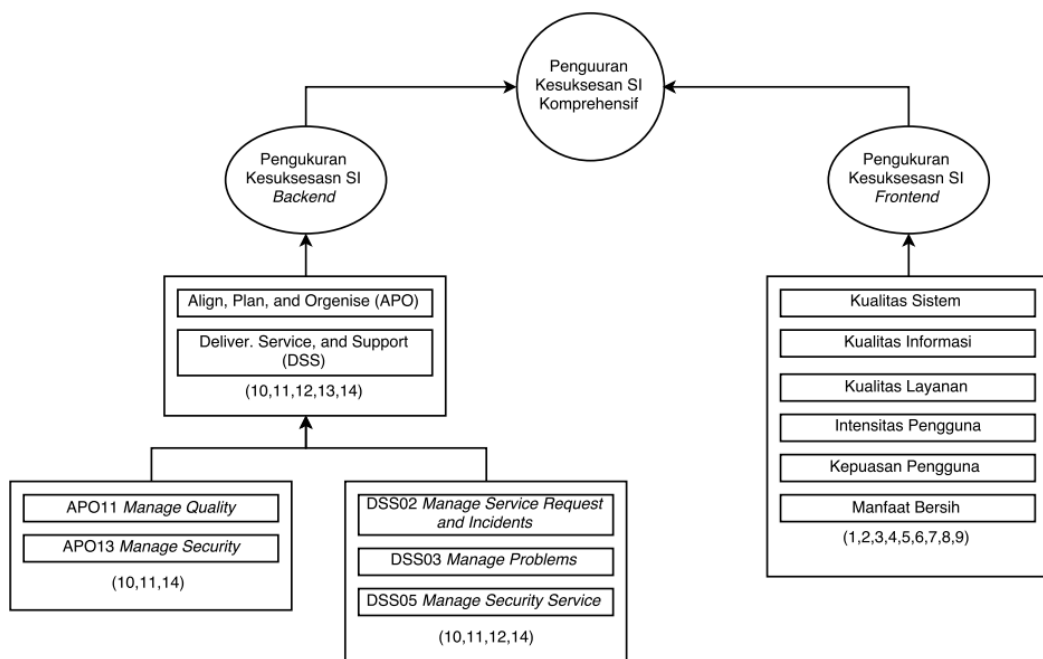 Penguuran
Kesuksesan SI
Komprehensif
Pengukuran
Kesuksesasn SI
Backend
Pengukuran
Kesuksesasn SI
Frontend
Align, Plan, and Orgenise (APO)
Deliver. Service, and Support
(DSS)
(10,11,12,13,14)
Kualitas Sistem
Kualitas Informasi
Kualitas Layanan
Intensitas Pengguna
Kepuasan Pengguna
Manfaat Bersih
(1,2,3,4,5,6,7,8,9)
APO11 Manage Quality
APO13 Manage Security
(10,11,14)
DSS02 Manage Service Request
and Incidents
DSS03 Manage Problems
DSS05 Manage Security Service
(10,11,12,14)